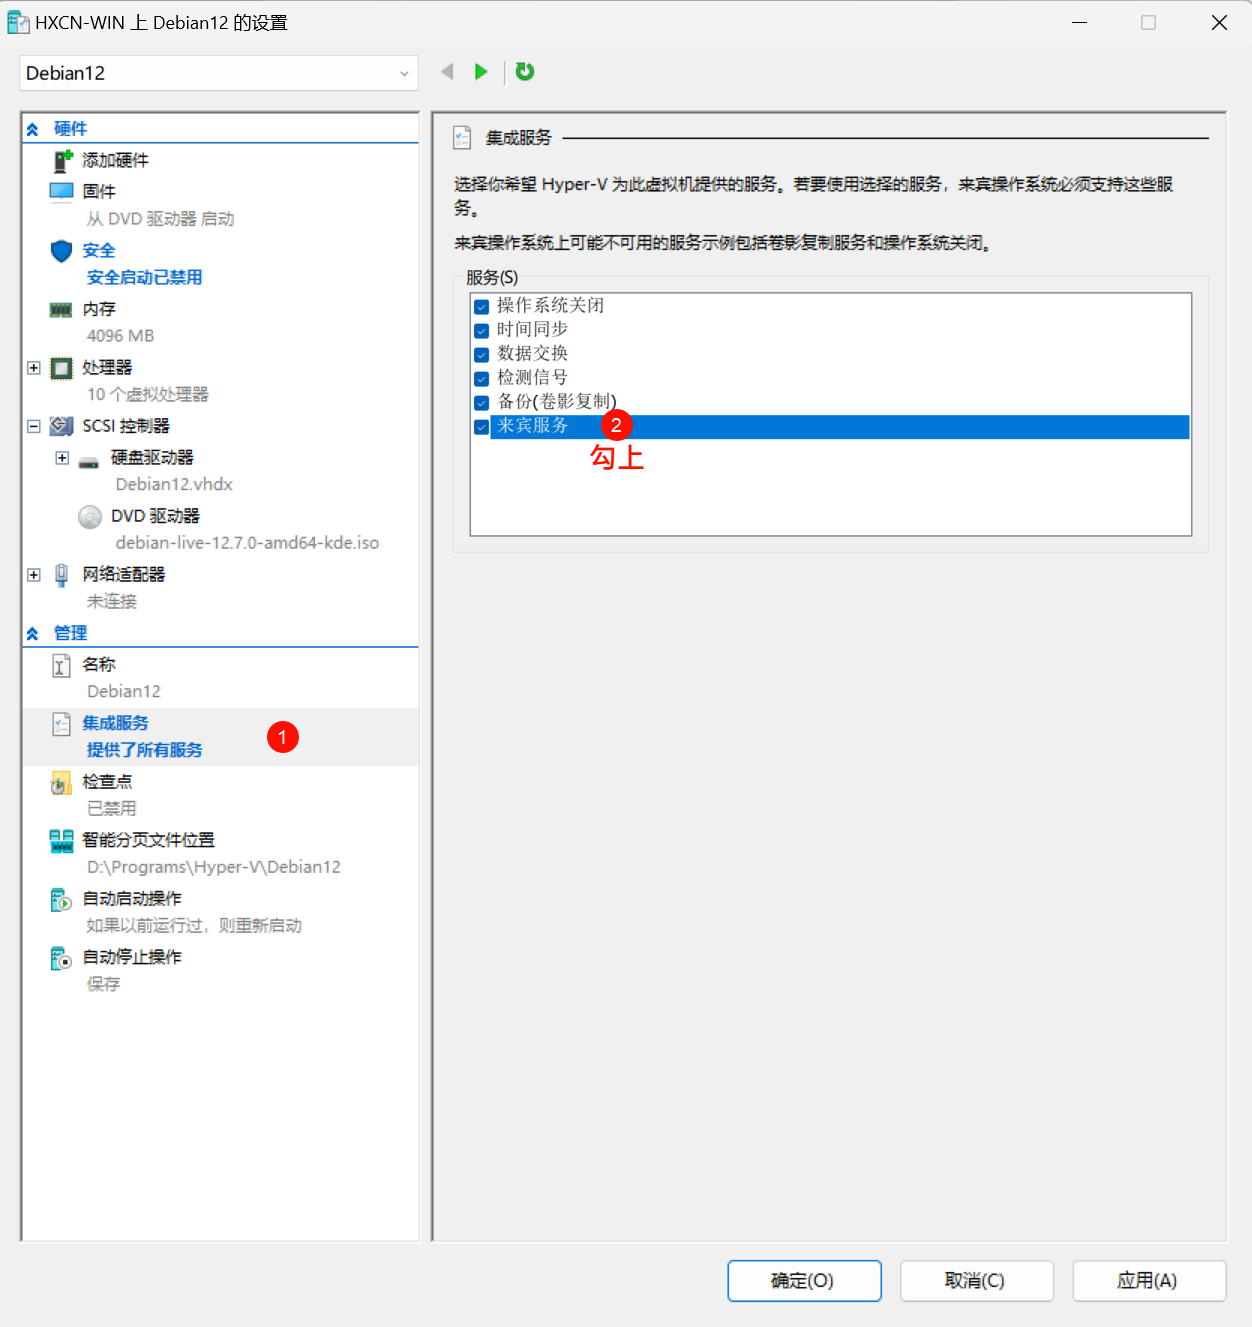 HXCN-WIN 上 Debian12 的设置
Debian12
硬件
添加硬件
固件
从 DVD 驱动器 启动
安全
安全启动已禁用
内存
4096 MB
处理器
10 个虚拟处理器
SCSI 控制器
硬盘驱动器
Debian12.vhdx
DVD 驱动器
debian-live-12.7.0-amd64-kde.iso
网络适配器
未连接
管理
名称
Debian12
集成服务
提供了所有服务
1
检查点
已禁用
智能分页文件位置
D:\Programs\Hyper-V\Debian12
自动启动操作
如果以前运行过，则重新启动
自动停止操作
保存
集成服务
选择你希望 Hyper-V 为此虚拟机提供的服务。若要使用选择的服务，来宾操作系统必须支持这些服
务。
来宾操作系统上可能不可用的服务示例包括卷影复制服务和操作系统关闭。
服务(S)
操作系统关闭
时间同步
数据交换
检测信号
备份(卷影复制)
来宾服务
2
勾上
确定(O)
取消(C)
应用(A)